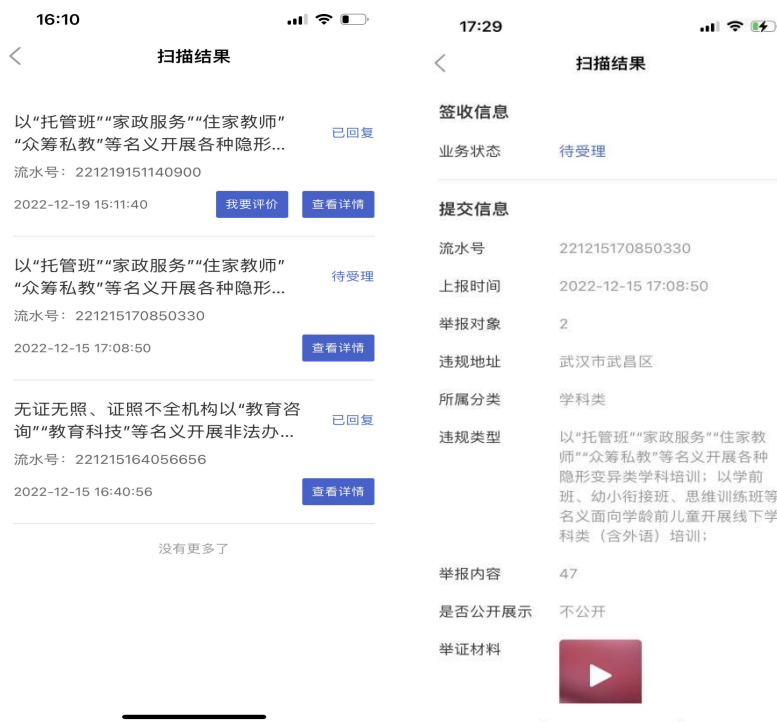 16:10
扫描结果
以“托管班”“家政服务”“住家教师”
“众筹私教”等名义开展各种隐形...
已回复
流水号：221219151140900
2022-12-19 15:11:40
我要评价
查看详情
以“托管班”“家政服务”“住家教师”
“众筹私教”等名义开展各种隐形...
待受理
流水号：221215170850330
2022-12-15 17:08:50
查看详情
无证无照、证照不全机构以“教育咨
询”“教育科技”等名义开展非法办...
已回复
流水号：221215164056656
2022-12-15 16:40:56
查看详情
没有更多了
17:29
扫描结果
签收信息
业务状态 待受理
提交信息
流水号 221215170850330
上报时间 2022-12-15 17:08:50
举报对象 2
违规地址 武汉市武昌区
所属分类 学科类
违规类型 以“托管班”“家政服务”“住家教
师”“众筹私教”等名义开展各种
隐形变异类学科培训；以学前
班、幼小衔接班、思维训练班等
名义面向学龄前儿童开展线下学
科类（含外语）培训；
举报内容 47
是否公开展示 不公开
举证材料